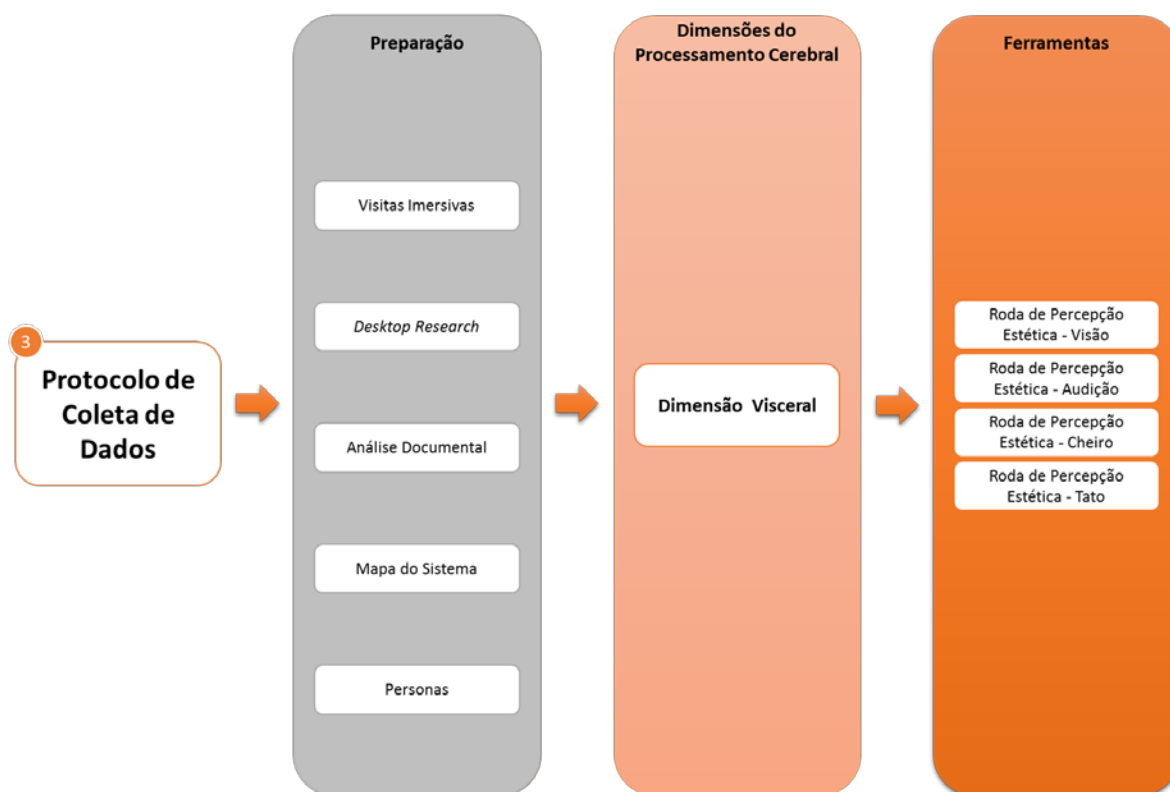 3
Protocolo de
Coleta de
Dados
Preparação
Visitas Imersivas
Desktop Research
Análise Documental
Mapa do Sistema
Personas
Dimensões do
Processamento Cerebral
Dimensão Visceral
Ferramentas
Roda de Percepção
Estética - Visão
Roda de Percepção
Estética - Audição
Roda de Percepção
Estética - Cheiro
Roda de Percepção
Estética - Tato